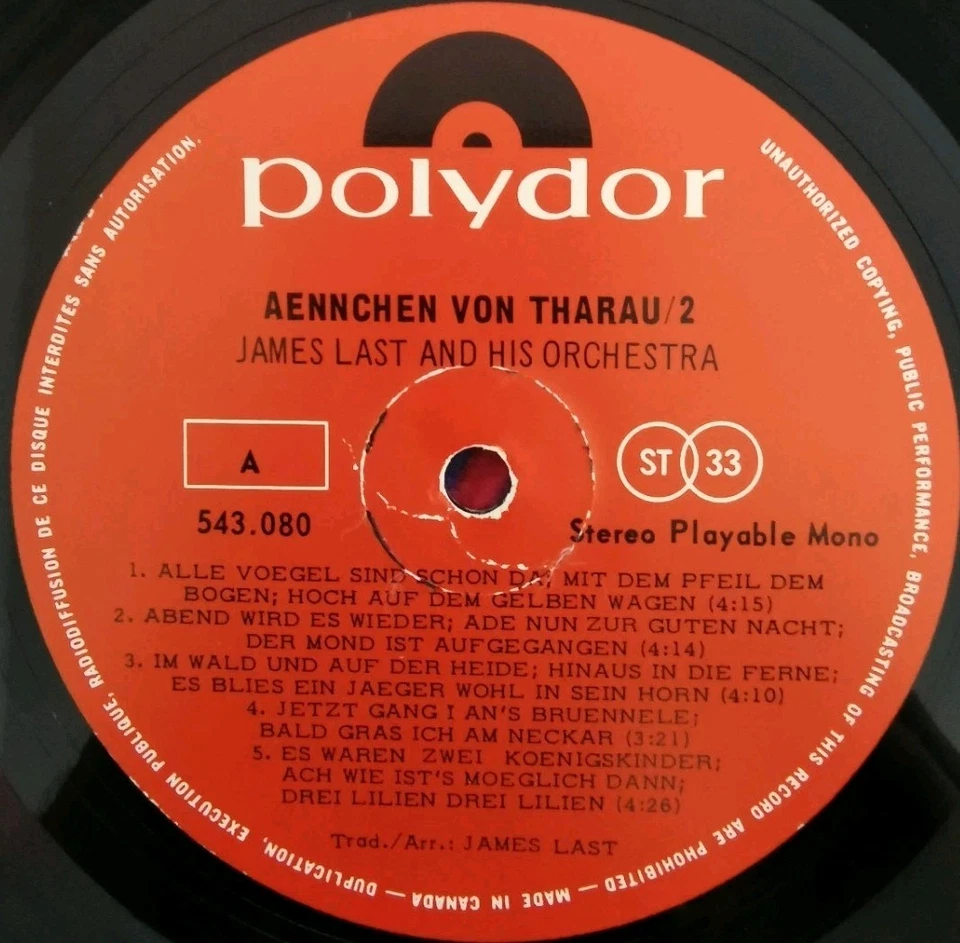 polydor
AENNCHEN VON THARAU/2
JAMES LAST AND HIS ORCHESTRA
A
ST 33
543.080
Stereo Playable Mono
1. ALLE VOEGEL SIND SCHON DA; MIT DEM PFEIL DEM
BOGEN; HOCH AUF DEM GELBEN WAGEN (4:15)
2. ABEND WIRD ES WIEDER; ADE NUN ZUR GUTEN NACHT;
DER MOND IST AUFGEGANGEN (4:14)
3. IM WALD UND AUF DER HEIDE; HINAUS IN DIE FERNE;
ES BLIES EIN JAEGER WOHL IN SEIN HORN (4:10)
4. JETZT GANG I AN'S BRUENNELE;
BALD GRAS ICH AM NECKAR (3:21)
5. ES WAREN ZWEI KOENIGSKINDER;
ACH WIE IST'S MOEGLICH DANN;
DREI LILIEN DREI LILIEN (4:26)
Trad./Arr.: JAMES LAST
UNAUTHORIZED COPYING, PUBLIC PERFORMANCE, BROADCASTING OF THIS RECORD ARE PROHIBITED — MADE IN CANADA — DUPLICATION, EXECUTION PUBLIQUE, RADIODIFFUSION DE CE DISQUE INTERDITES SANS AUTORISATION.